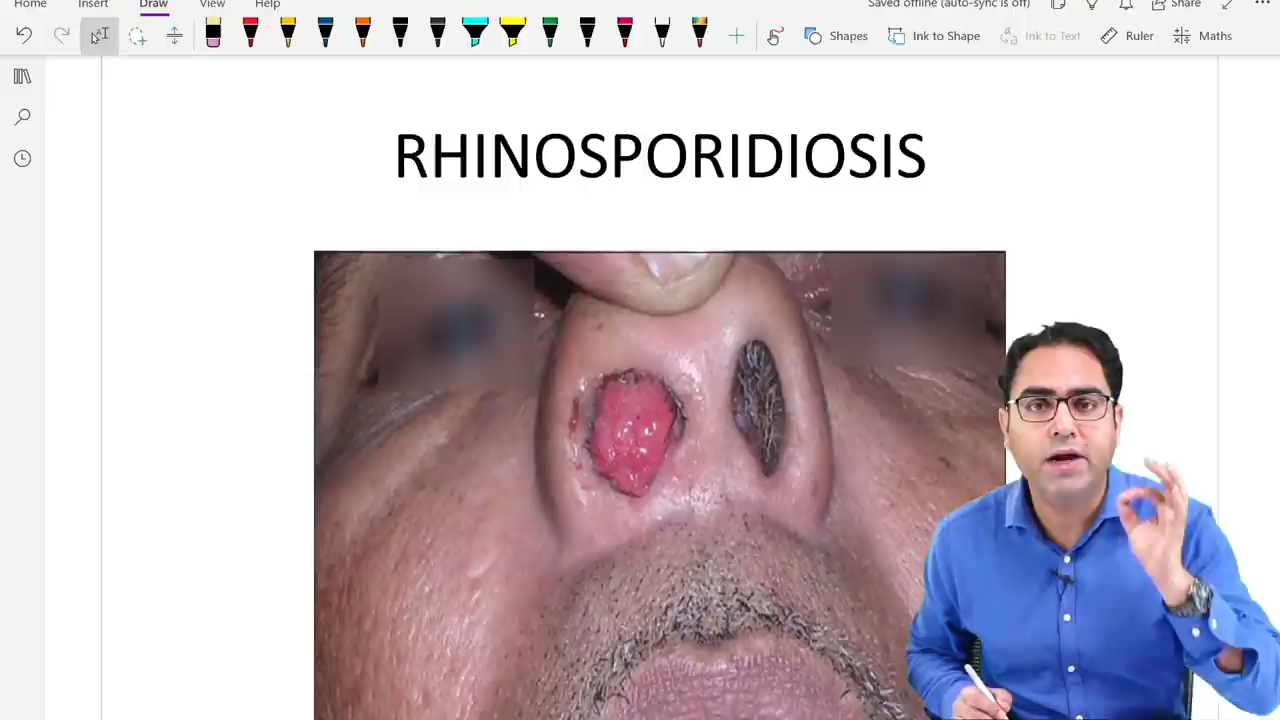 Home Insert Draw View Help Saved offline (auto-sync is off) Share
Shapes Ink to Shape Ink to Text Ruler Maths
RHINOSPORIDIOSIS